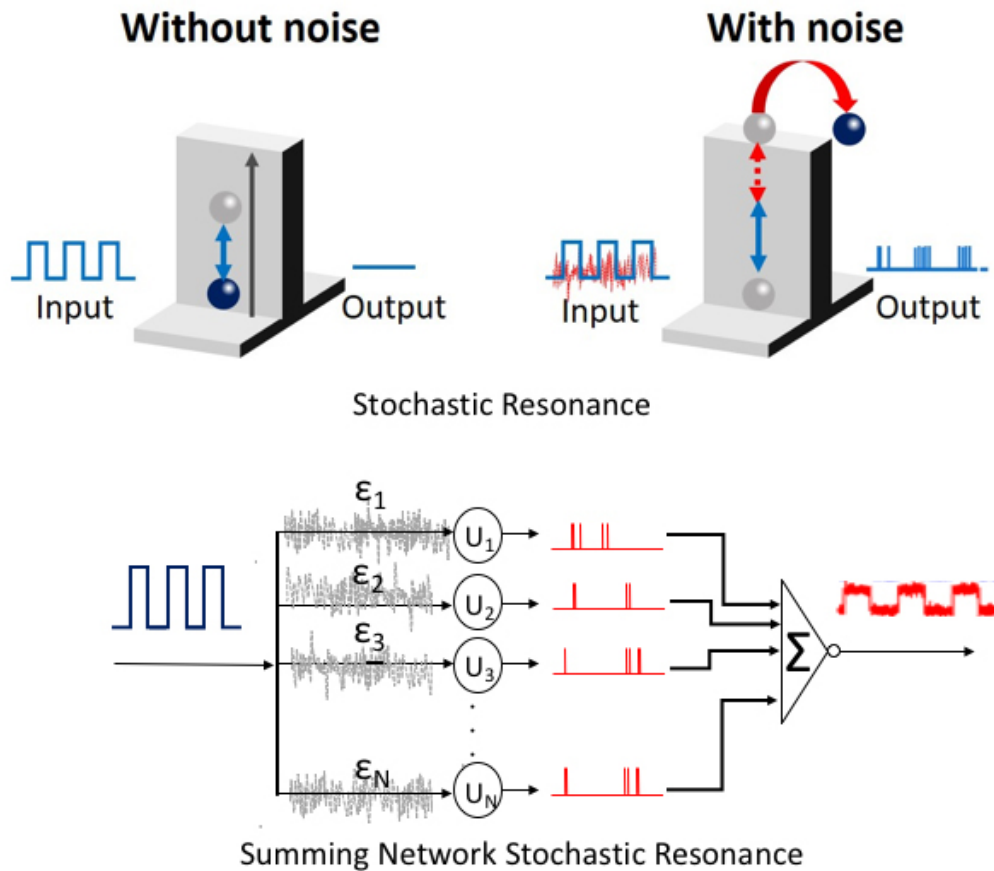 Without noise
With noise
Input
Output
Input
Output
Stochastic Resonance
ε1
U1
ε2
U2
ε3
U3
Σ
εN
UN
Summing Network Stochastic Resonance